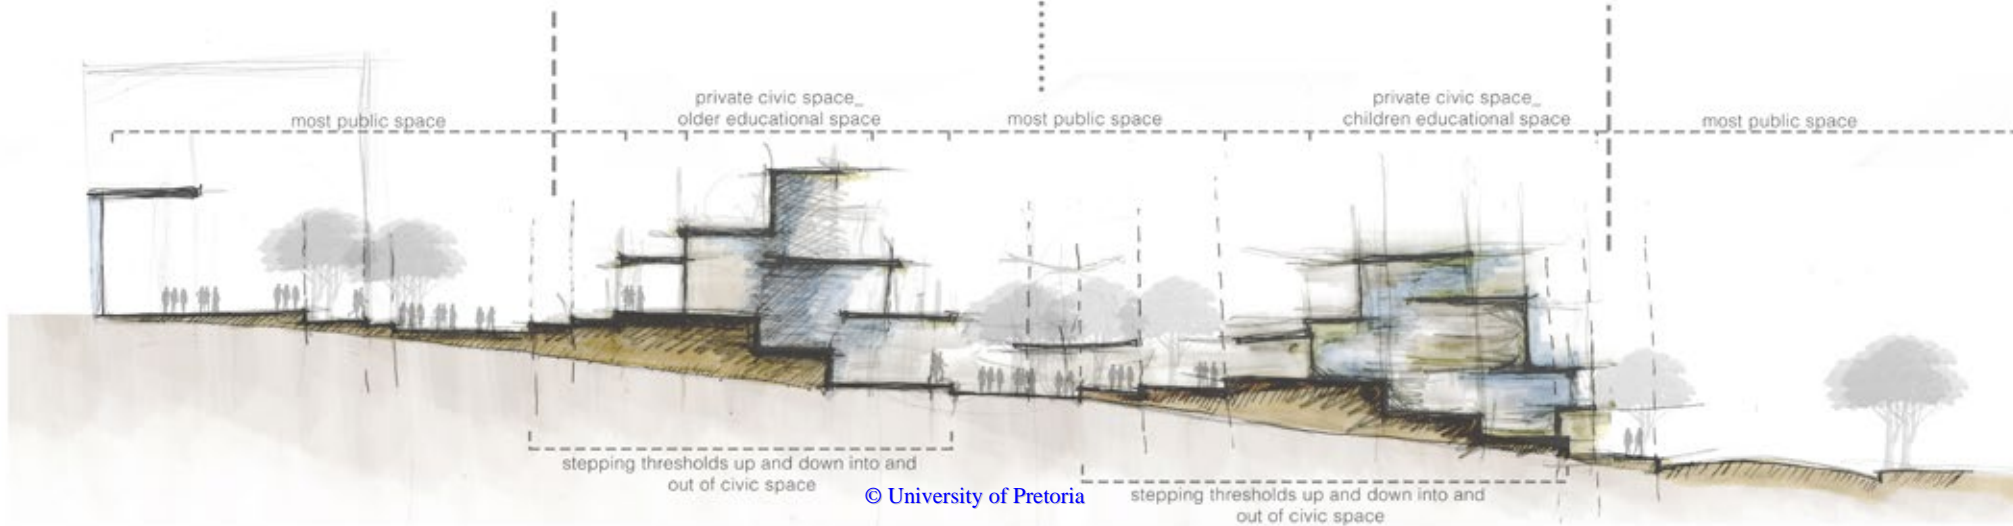 most public space
private civic space_
older educational space
most public space
private civic space_
children educational space
most public space
stepping thresholds up and down into and
out of civic space
© University of Pretoria
stepping thresholds up and down into and
out of civic space